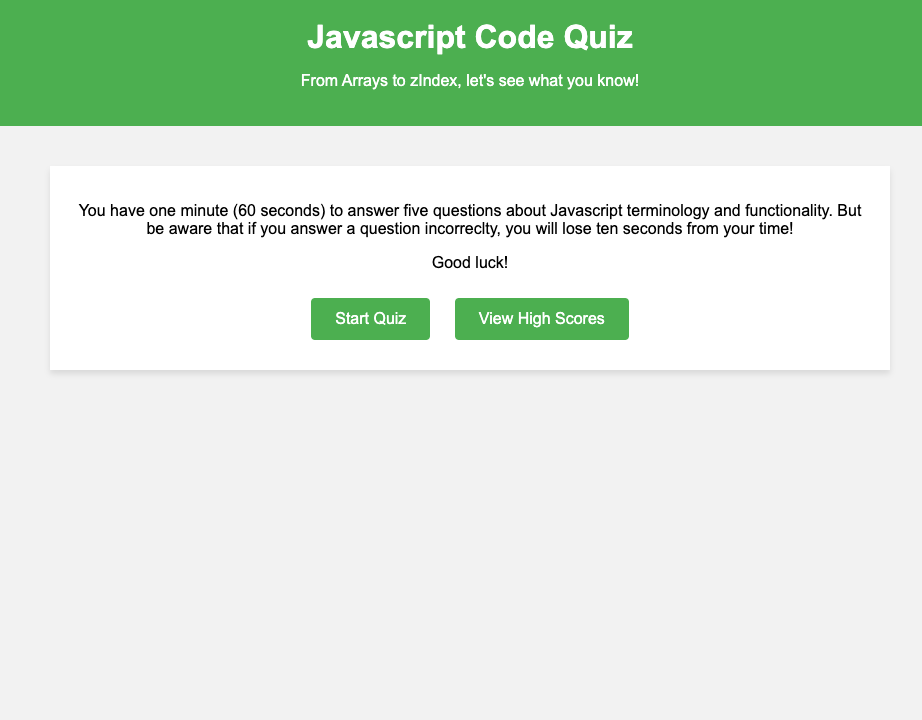 Javascript Code Quiz
From Arrays to zIndex, let's see what you know!
You have one minute (60 seconds) to answer five questions about Javascript terminology and functionality. But
be aware that if you answer a question incorreclty, you will lose ten seconds from your time!
Good luck!
Start Quiz
View High Scores